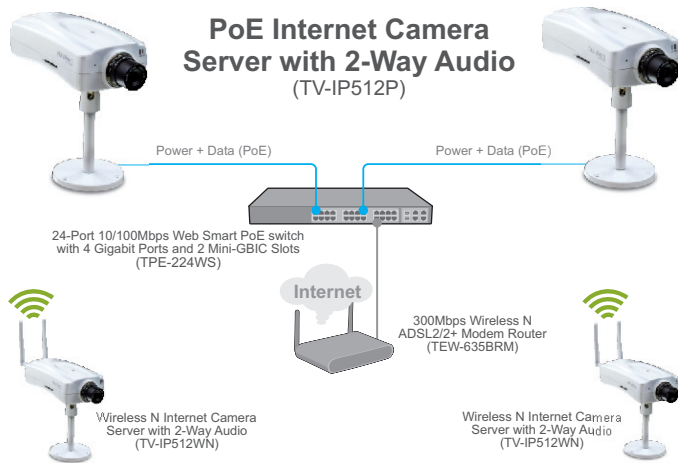 PoE Internet Camera
Server with 2-Way Audio
(TV-IP512P)
Power + Data (PoE)
Power + Data (PoE)
24-Port 10/100Mbps Web Smart PoE switch
with 4 Gigabit Ports and 2 Mini-GBIC Slots
(TPE-224WS)
Internet
300Mbps Wireless N
ADSL2/2+ Modem Router
(TEW-635BRM)
Wireless N Internet Camera
Server with 2-Way Audio
(TV-IP512WN)
Wireless N Internet Camera
Server with 2-Way Audio
(TV-IP512WN)